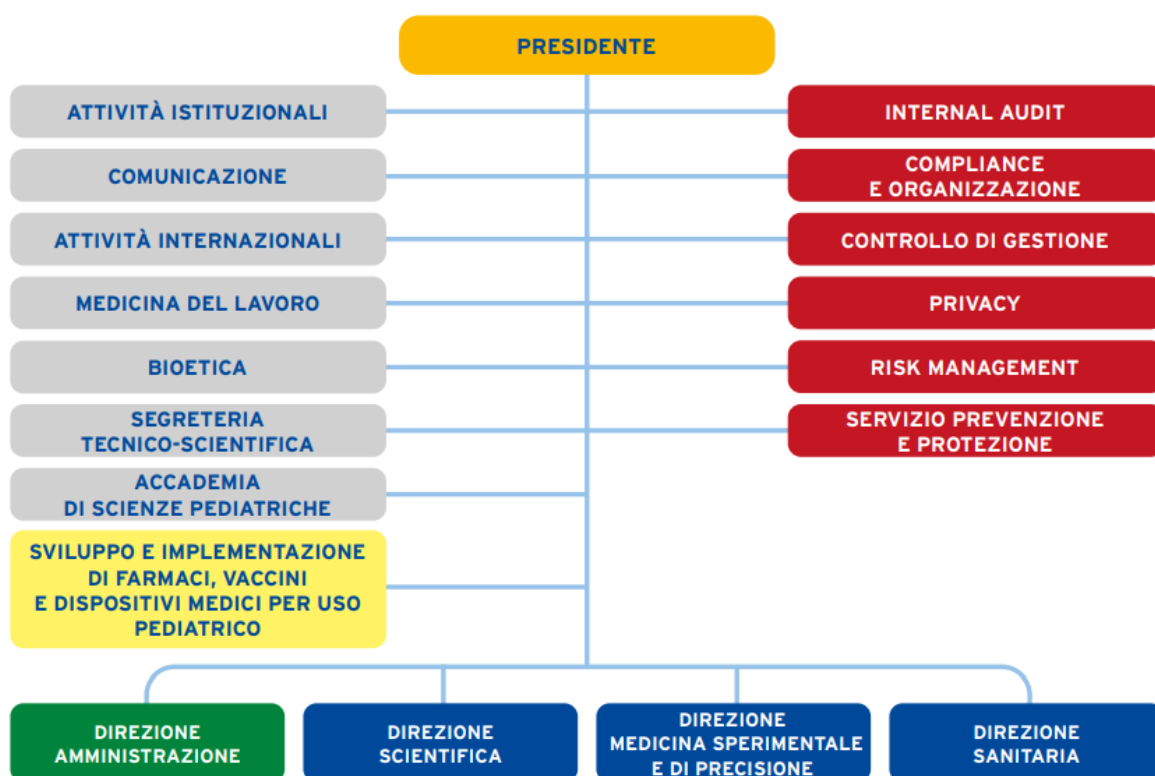 PRESIDENTE
ATTIVITÀ ISTITUZIONALI
INTERNAL AUDIT
COMUNICAZIONE
COMPLIANCE
E ORGANIZZAZIONE
ATTIVITÀ INTERNAZIONALI
CONTROLLO DI GESTIONE
MEDICINA DEL LAVORO
PRIVACY
BIOETICA
RISK MANAGEMENT
SEGRETERIA
TECNICO-SCIENTIFICA
SERVIZIO PREVENZIONE
E PROTEZIONE
ACCADEMIA
DI SCIENZE PEDIATRICHE
SVILUPPO E IMPLEMENTAZIONE
DI FARMACI, VACCINI
E DISPOSITIVI MEDICI PER USO
PEDIATRICO
DIREZIONE
AMMINISTRAZIONE
DIREZIONE
SCIENTIFICA
DIREZIONE
MEDICINA SPERIMENTALE
E DI PRECISIONE
DIREZIONE
SANITARIA